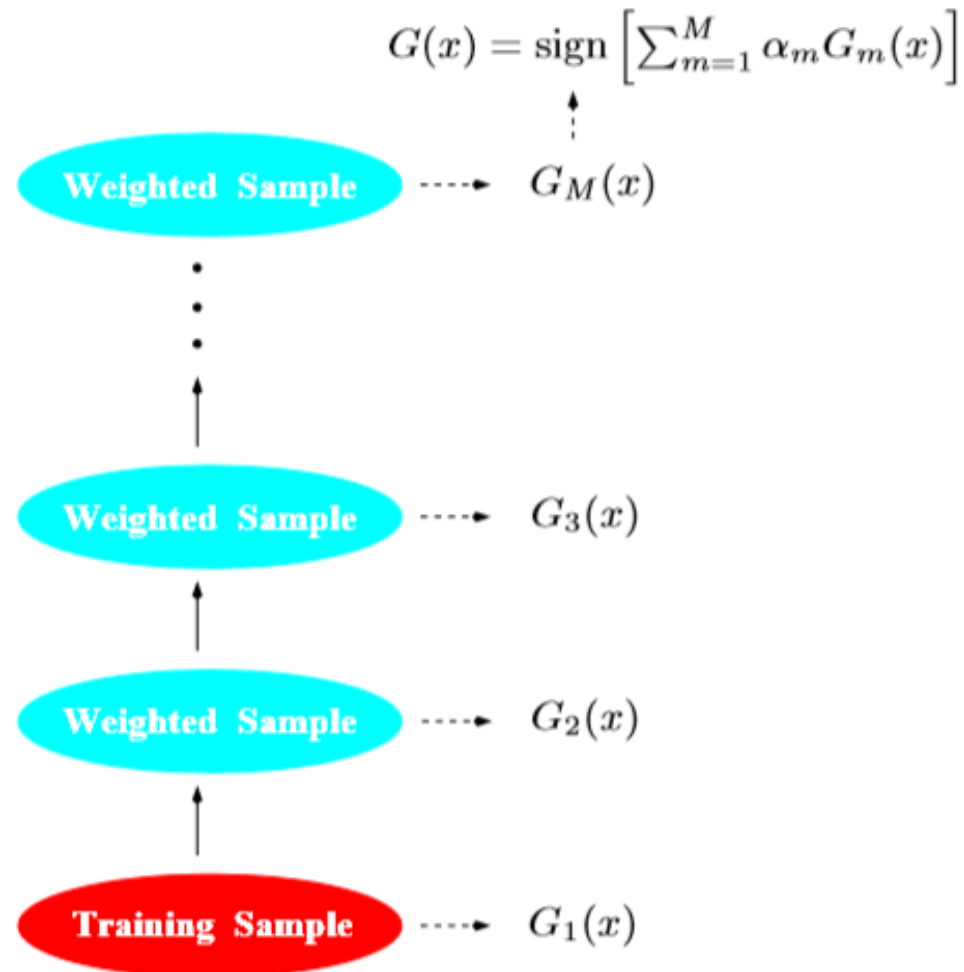 G(x) = sign [∑_{m=1}^{M} α_m G_m(x)]
Weighted Sample G_M(x)
Weighted Sample G_3(x)
Weighted Sample G_2(x)
Training Sample G_1(x)